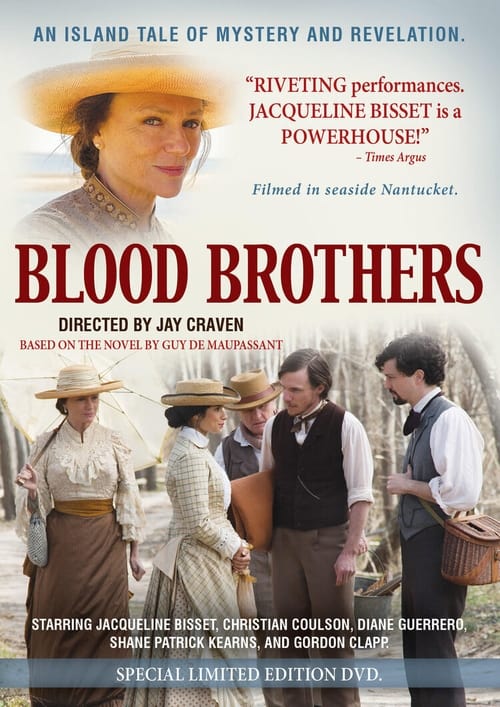 AN ISLAND TALE OF MYSTERY AND REVELATION.
“RIVETING performances.
JACQUELINE BISSET is a
POWERHOUSE!”
– Times Argus
Filmed in seaside Nantucket.
BLOOD BROTHERS
DIRECTED BY JAY CRAVEN
BASED ON THE NOVEL BY GUY DE MAUPASSANT
STARRING JACQUELINE BISSET, CHRISTIAN COULSON, DIANE GUERRERO,
SHANE PATRICK KEARNS, AND GORDON CLAPP.
SPECIAL LIMITED EDITION DVD.